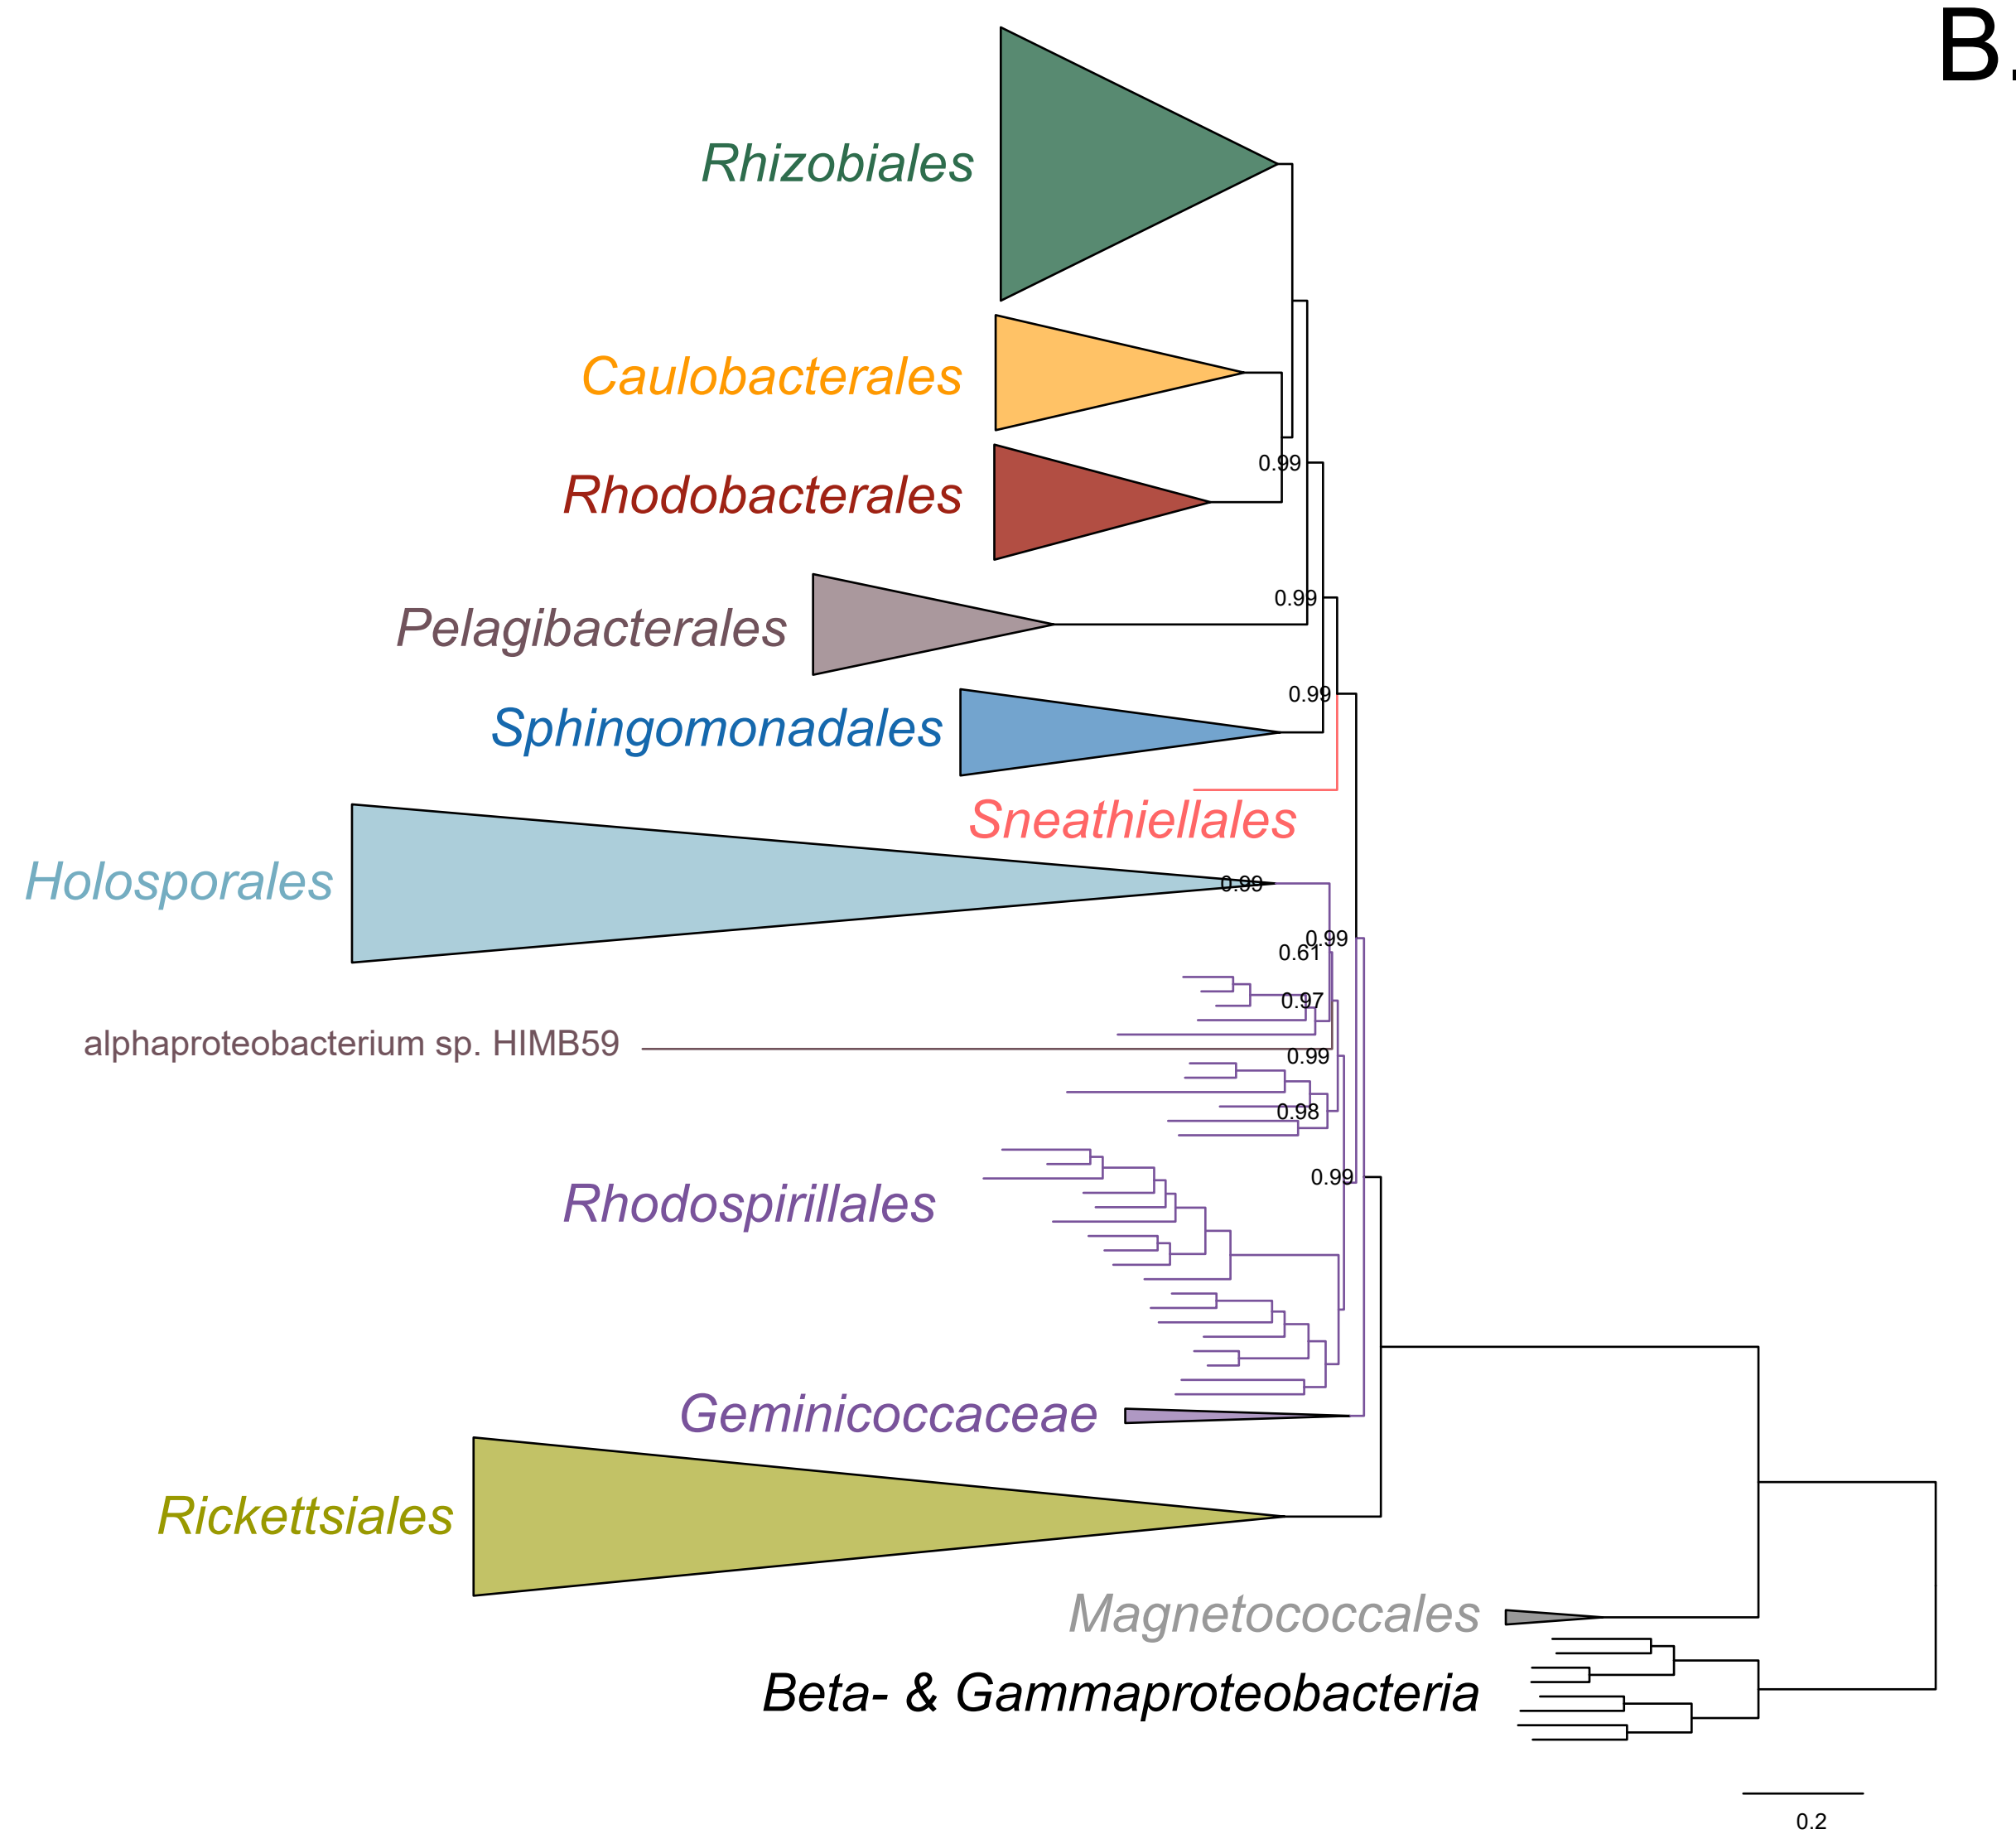 B.
Rhizobiales
Caulobacterales
0.99
Rhodobacterales
0.99
Pelagibacterales
0.99
Sphingomonadales
Sneathiellales
Holosporales
0.99
0.99
0.61
0.97
alphaproteobacterium sp. HIMB59
0.99
0.98
0.99
Rhodospirillales
Geminicoccaceae
Rickettsiales
Magnetococcales
Beta- & Gammaproteobacteria
0.2